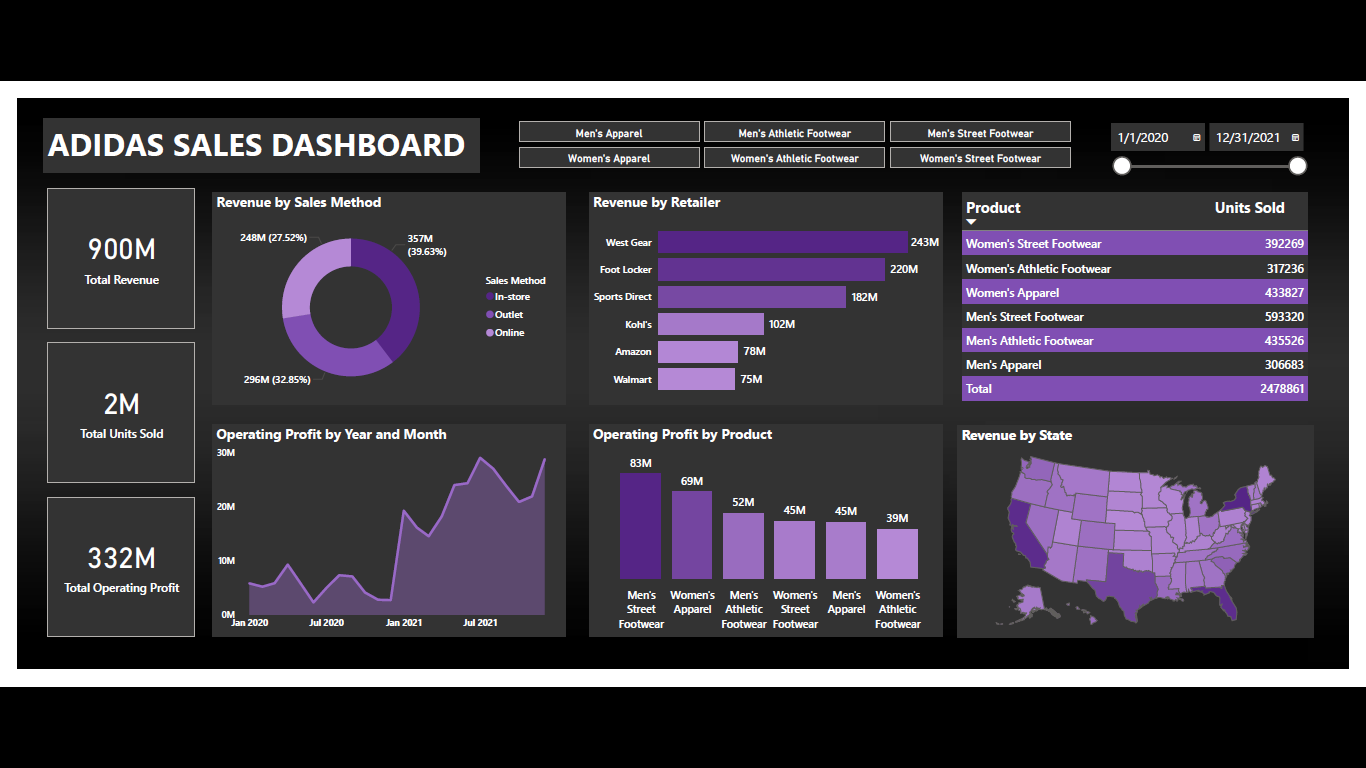 ADIDAS SALES DASHBOARD
Men's Apparel
Men's Athletic Footwear
Men's Street Footwear
Women's Apparel
Women's Athletic Footwear
Women's Street Footwear
1/1/2020
12/31/2021
900M
Total Revenue
2M
Total Units Sold
332M
Total Operating Profit
Revenue by Sales Method
248M (27.52%)
357M
(39.63%)
296M (32.85%)
Sales Method
In-store
Outlet
Online
Revenue by Retailer
West Gear 243M
Foot Locker 220M
Sports Direct 182M
Kohl's 102M
Amazon 78M
Walmart 75M
Product Units Sold
Women's Street Footwear 392269
Women's Athletic Footwear 317236
Women's Apparel 433827
Men's Street Footwear 593320
Men's Athletic Footwear 435526
Men's Apparel 306683
Total 2478861
Operating Profit by Year and Month
30M
20M
10M
0M
Jan 2020 Jul 2020 Jan 2021 Jul 2021
Operating Profit by Product
83M
69M
52M
45M
45M
39M
Men's
Street
Footwear
Women's
Apparel
Men's
Athletic
Footwear
Women's
Street
Footwear
Men's
Apparel
Women's
Athletic
Footwear
Revenue by State